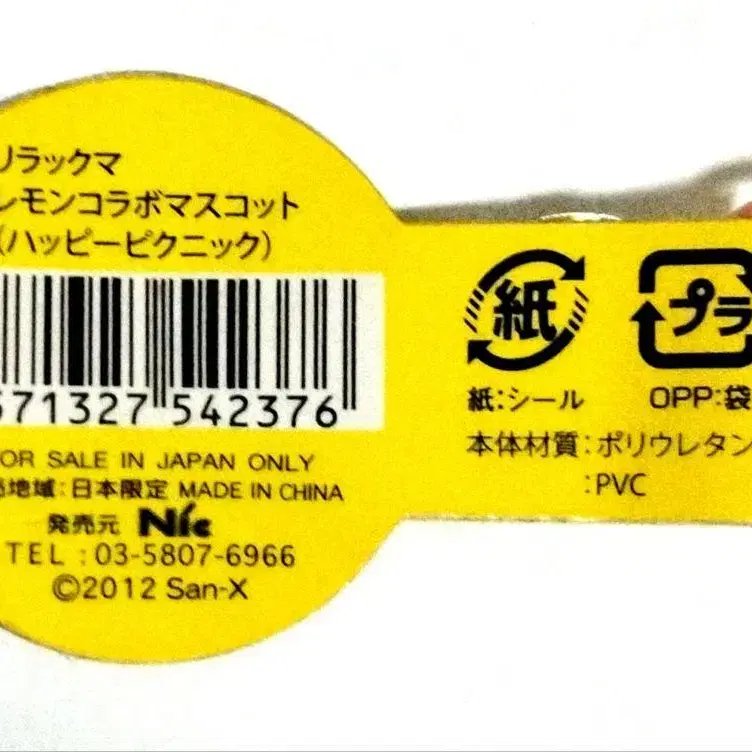 リラックマ
レモンコラボマスコット
(ハッピーピクニック)
571327 542376
OR SALE IN JAPAN ONLY
地域:日本限定 MADE IN CHINA
発売元 Nic
TEL:03-5807-6966
©2012 San-X
紙
プラ
紙:シール
OPP:袋
本体材質:ポリウレタン
:PVC